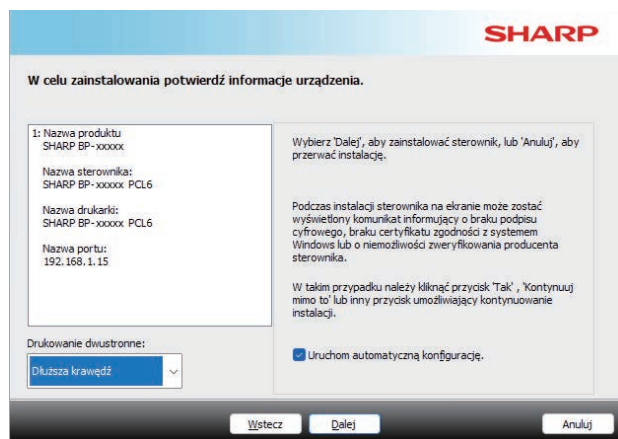 SHARP
W celu zainstalowania potwierdź informacje urządzenia.
1: Nazwa produktu
SHARP BP-xxxxx
Nazwa sterownika:
SHARP BP-xxxxx PCL6
Nazwa drukarki:
SHARP BP-xxxxx PCL6
Nazwa portu:
192.168.1.15
Drukowanie dwustronne:
Dłuższa krawędź
Wybierz 'Dalej', aby zainstalować sterownik, lub 'Anuluj', aby
przerwać instalację.
Podczas instalacji sterownika na ekranie może zostać
wyświetlony komunikat informujący o braku podpisu
cyfrowego, braku certyfikatu zgodności z systemem
Windows lub o niemożliwości zweryfikowania producenta
sterownika.
W takim przypadku należy kliknąć przycisk 'Tak' , 'Kontynuuj
mimo to' lub inny przycisk umożliwiający kontynuowanie
instalacji.
Uruchom automatyczną konfigurację.
Wstecz
Dalej
Anuluj